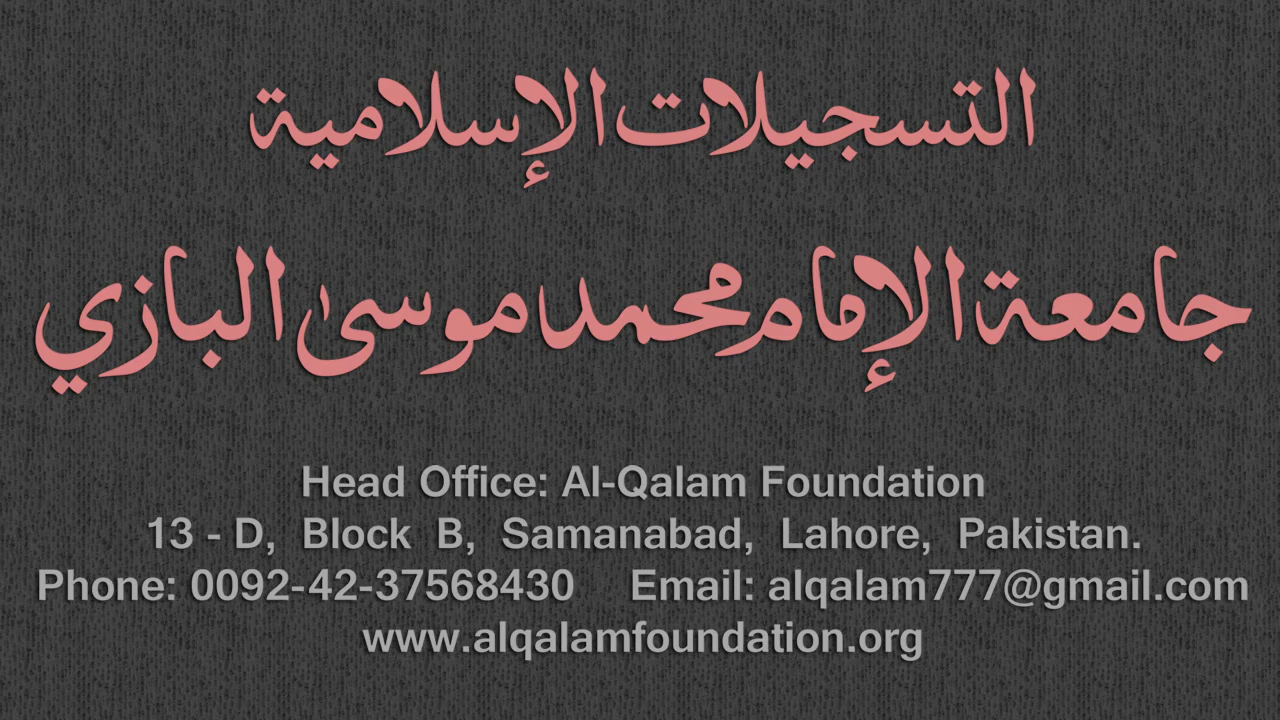 التسجيلات الإسلامية
جامعة الإمام محمد موسىٰ البازي
Head Office: Al-Qalam Foundation
13 - D, Block B, Samanabad, Lahore, Pakistan.
Phone: 0092-42-37568430 Email: alqalam777@gmail.com
www.alqalamfoundation.org